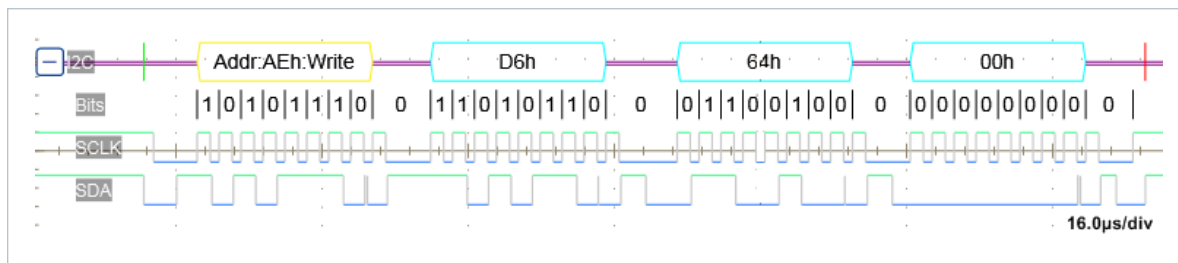 I2C Addr:AEh:Write D6h 64h 00h
Bits 1 0 1 0 1 1 1 0 0 1 1 0 1 0 1 1 0 0 0 1 1 0 0 1 0 0 0 0 0 0 0 0 0 0 0 0 0
SCLK
SDA
16.0µs/div